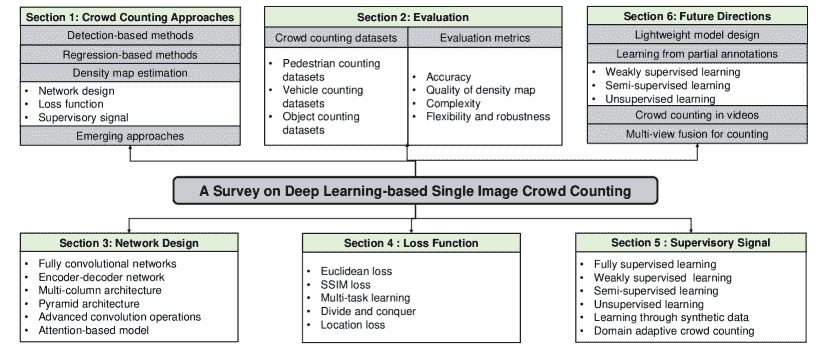 Section 1: Crowd Counting Approaches
Detection-based methods
Regression-based methods
Density map estimation
• Network design
• Loss function
• Supervisory signal
Emerging approaches
Section 2: Evaluation
Crowd counting datasets
• Pedestrian counting
datasets
• Vehicle counting
datasets
• Object counting
datasets
Evaluation metrics
• Accuracy
• Quality of density map
• Complexity
• Flexibility and robustness
Section 6: Future Directions
Lightweight model design
Learning from partial annotations
• Weakly supervised learning
• Semi-supervised learning
• Unsupervised learning
Crowd counting in videos
Multi-view fusion for counting
A Survey on Deep Learning-based Single Image Crowd Counting
Section 3: Network Design
• Fully convolutional networks
• Encoder-decoder network
• Multi-column architecture
• Pyramid architecture
• Advanced convolution operations
• Attention-based model
Section 4 : Loss Function
• Euclidean loss
• SSIM loss
• Multi-task learning
• Divide and conquer
• Location loss
Section 5 : Supervisory Signal
• Fully supervised learning
• Weakly supervised learning
• Semi-supervised learning
• Unsupervised learning
• Learning through synthetic data
• Domain adaptive crowd counting